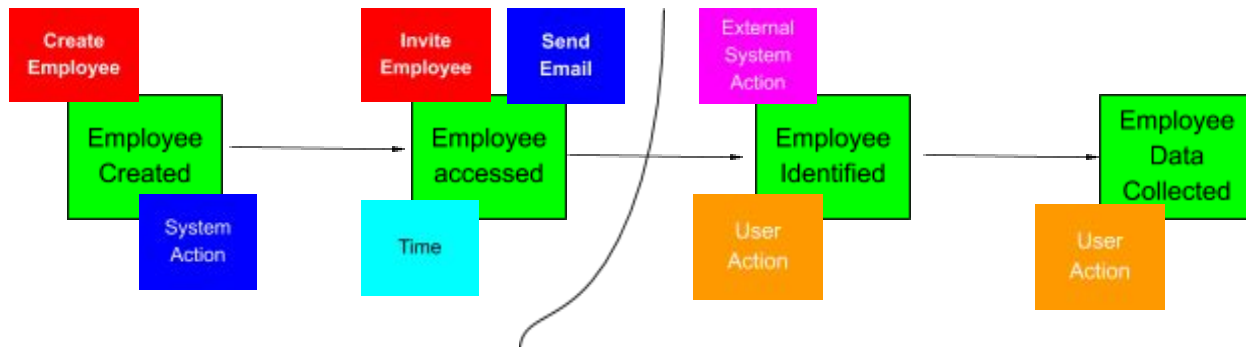 Create
Employee
Employee
Created
System
Action
Invite
Employee
Send
Email
Employee
accessed
Time
External
System
Action
Employee
Identified
User
Action
Employee
Data
Collected
User
Action